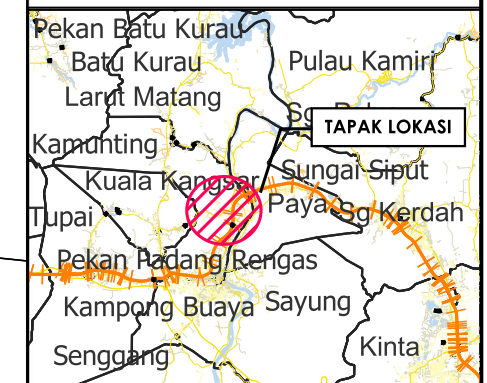 Pekan Batu Kurau
Batu Kurau
Pulau Kamiri
Larut Matang
TAPAK LOKASI
Kamunting
Sungai Siput
Kuala Kangsar
Paya
Sg Kerdah
Tupai
Pekan Padang Rengas
Kampong Buaya
Sayung
Kinta
Senggang